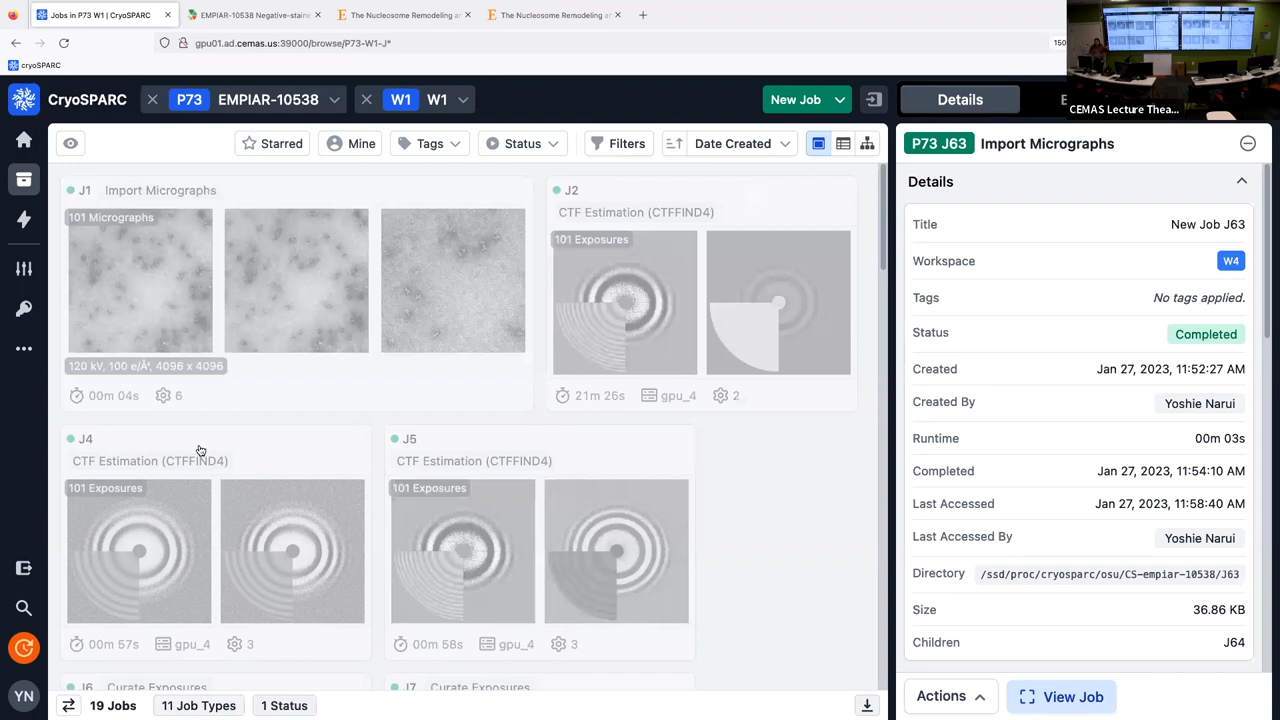 Jobs in P73 W1 | CryoSPARC
EMPIAR-10538 Negative-staine
The Nucleosome Remodeling ar
The Nucleosome Remodeling ar
gpu01.ad.cemas.us:39000/browse/P73-W1-J*
150
cryoSPARC
CEMAS Lecture Thea...
CryoSPARC
P73 EMPIAR-10538
W1 W1
New Job
Details
E
Starred
Mine
Tags
Status
Filters
Date Created
P73 J63 Import Micrographs
Details
Title New Job J63
Workspace W4
Tags No tags applied.
Status Completed
Created Jan 27, 2023, 11:52:27 AM
Created By Yoshie Narui
Runtime 00m 03s
Completed Jan 27, 2023, 11:54:10 AM
Last Accessed Jan 27, 2023, 11:58:40 AM
Last Accessed By Yoshie Narui
Directory /ssd/proc/cryosparc/osu/CS-empiar-10538/J63
Size 36.86 KB
Children J64
Actions
View Job
J1 Import Micrographs
101 Micrographs
120 kV, 100 e/Å², 4096 x 4096
00m 04s 6
J2
CTF Estimation (CTFFIND4)
101 Exposures
21m 26s gpu_4 2
J4
CTF Estimation (CTFFIND4)
101 Exposures
00m 57s gpu_4 3
J5
CTF Estimation (CTFFIND4)
101 Exposures
00m 58s gpu_4 3
J6 Curate Exposures
J7 Curate Exposures
YN
19 Jobs
11 Job Types
1 Status